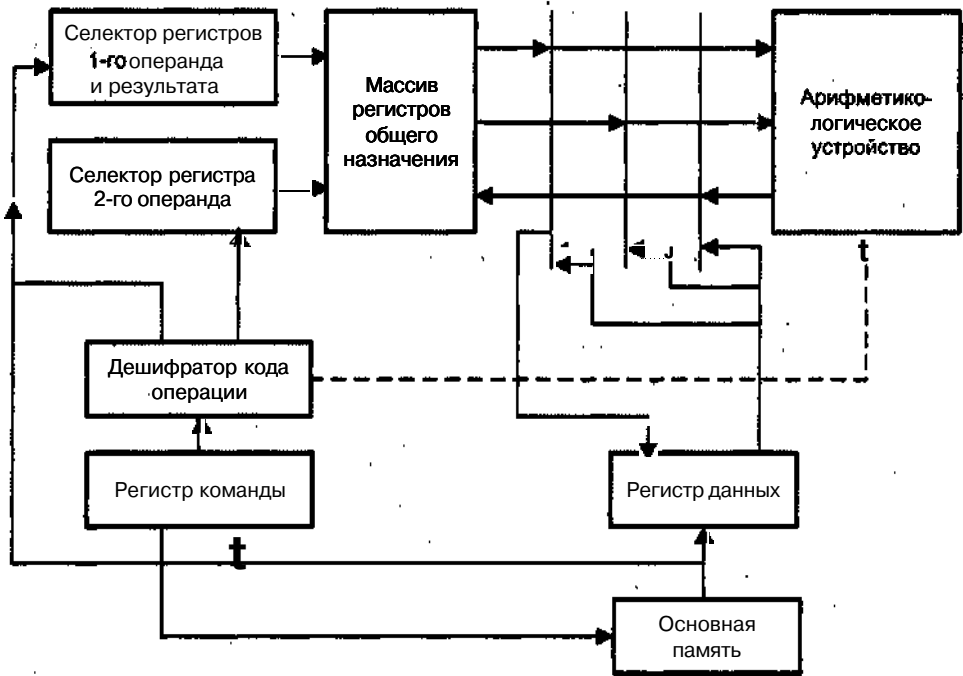 Селектор регистров
1-го операнда
и результата
Массив
регистров
общего
назначения
Арифметико-
логическое
устройство
Селектор регистра
2-го операнда
Дешифратор кода
операции
Регистр команды
Регистр данных
Основная
память